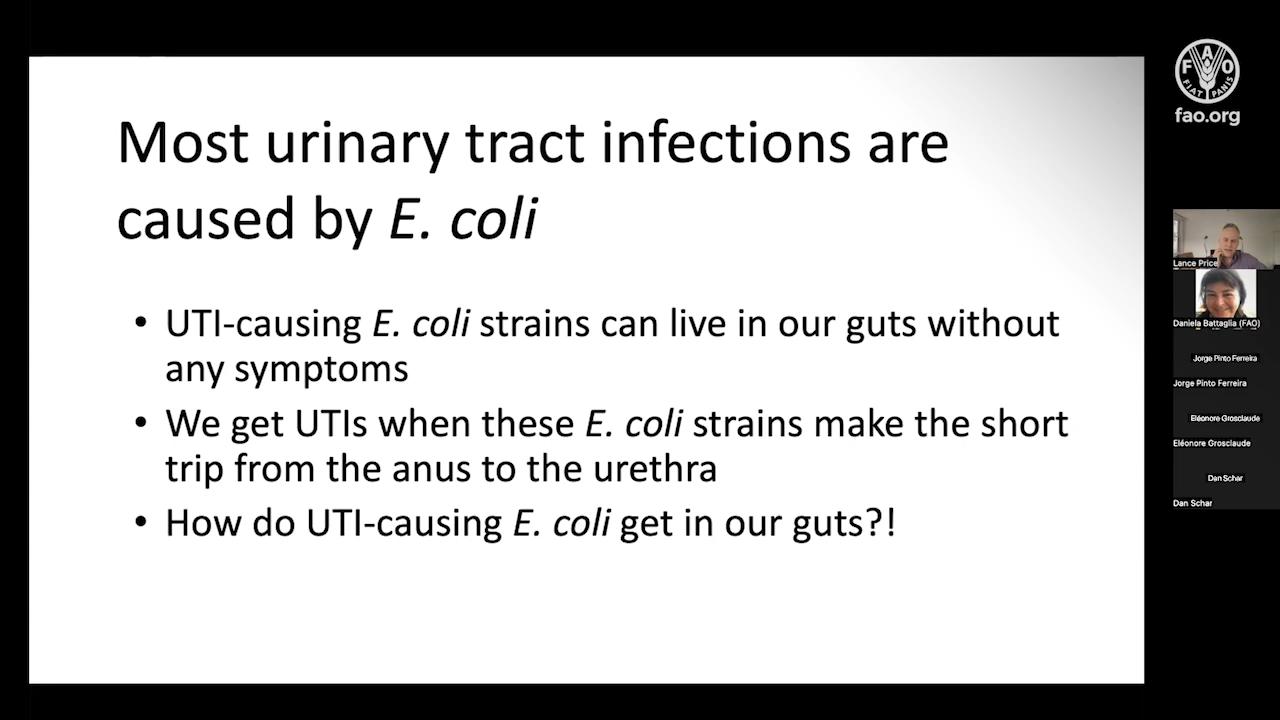 Most urinary tract infections are
caused by E. coli
• UTI-causing E. coli strains can live in our guts without
any symptoms
• We get UTIs when these E. coli strains make the short
trip from the anus to the urethra
• How do UTI-causing E. coli get in our guts?!
FAO
FIAT PANIS
fao.org
Lance Price
Daniela Battaglia (FAO)
Jorge Pinto Ferreira
Jorge Pinto Ferreira
Eléonore Grosclaude
Eléonore Grosclaude
Dan Schar
Dan Schar